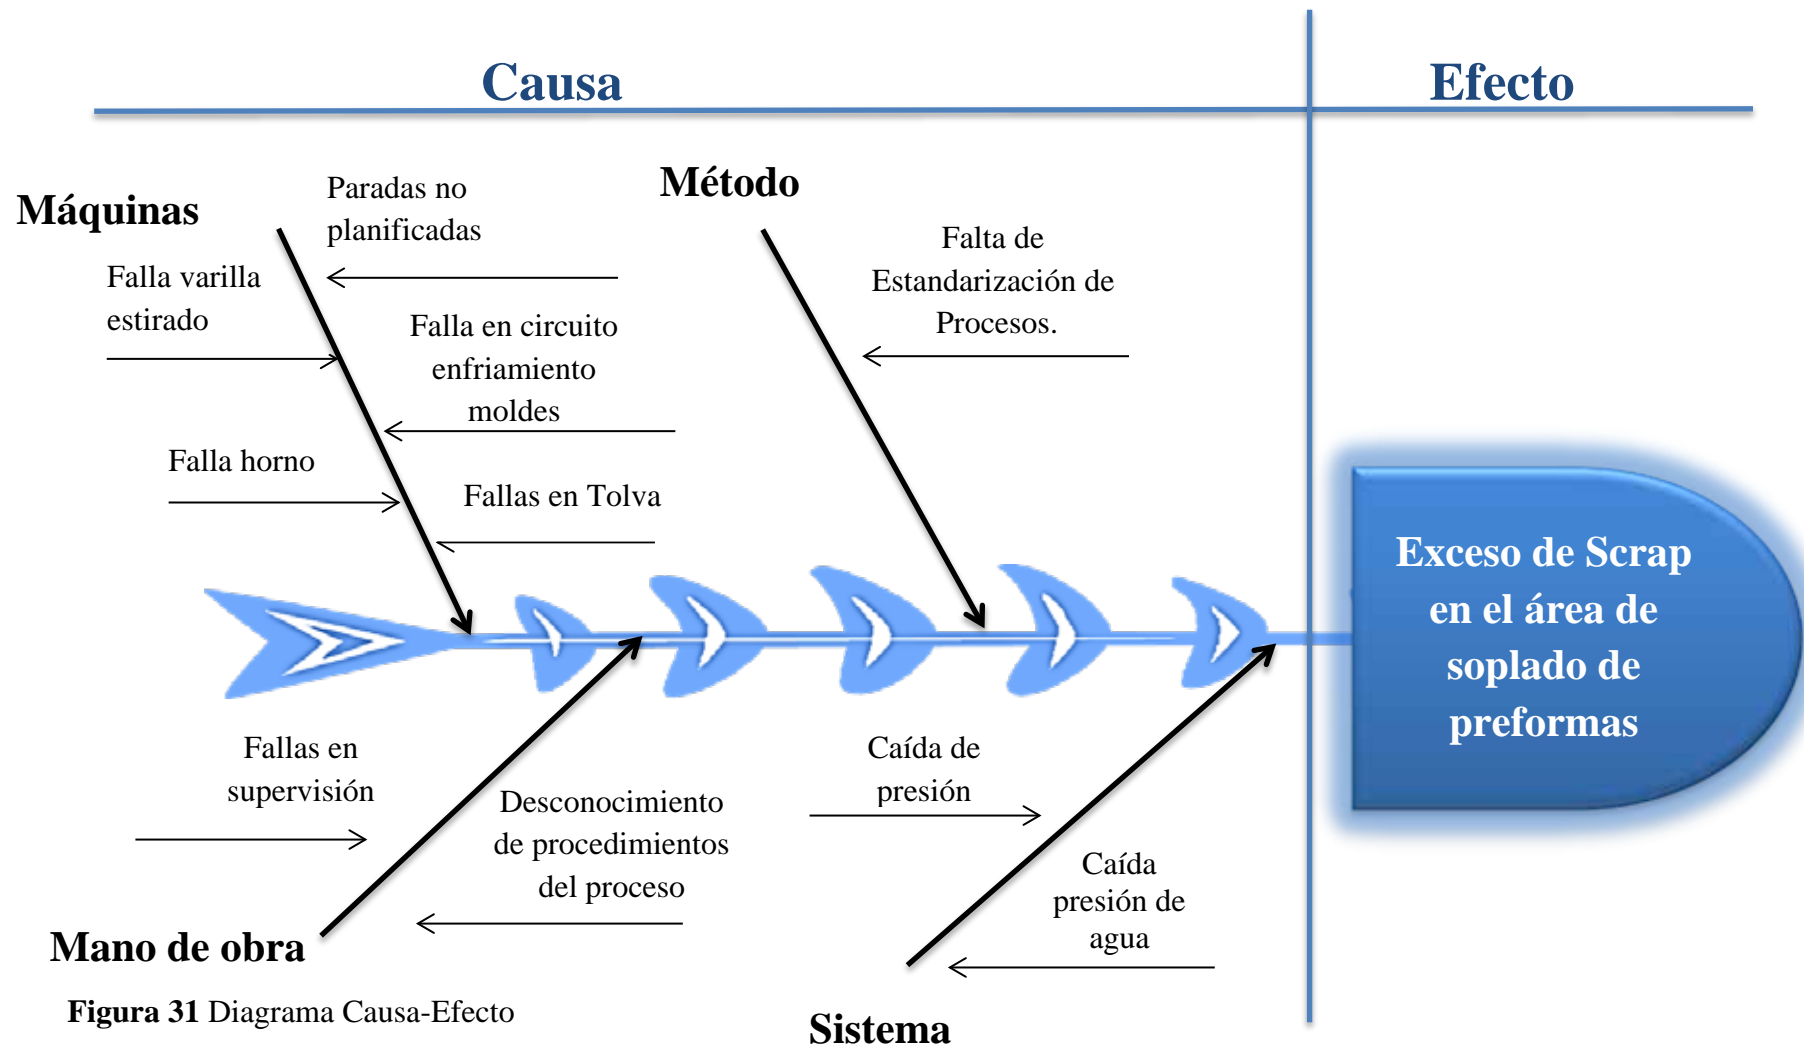 Causa
Efecto
Máquinas
Paradas no
planificadas
Falla varilla
estirado
Falla en circuito
enfriamiento
moldes
Falla horno
Fallas en Tolva
Método
Falta de
Estandarización de
Procesos.
Exceso de Scrap
en el área de
soplado de
preformas
Fallas en
supervisión
Desconocimiento
de procedimientos
del proceso
Mano de obra
Caída de
presión
Caída
presión de
agua
Sistema
Figura 31 Diagrama Causa-Efecto